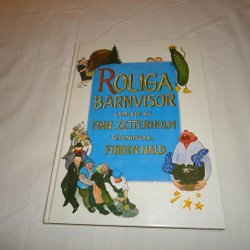 ROLIGA
BARNVISOR
SAMLADE AV
FINN ZETTERHOLM
TECKNINGAR:
FIBBEN HALD